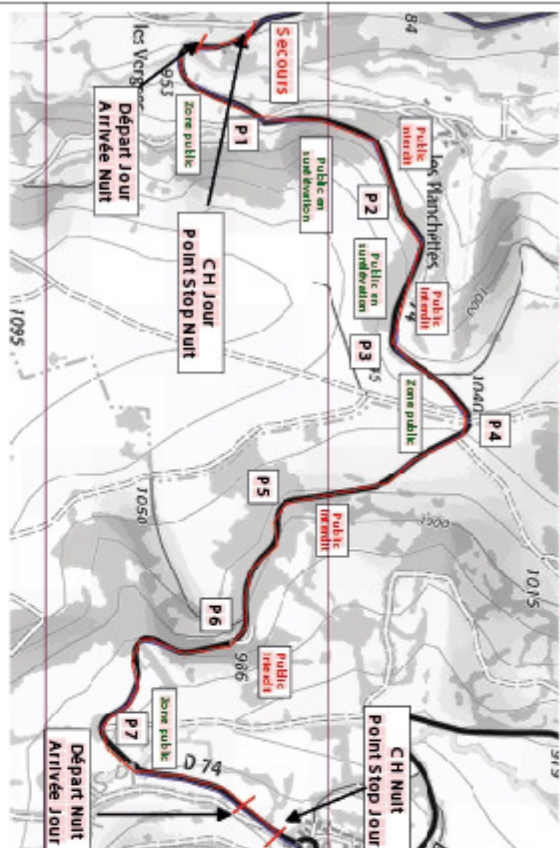 84
les Verg
Secours
953
Départ Jour
Arrivée Nuit
Zone public
P1
CH Jour
Point Stop Nuit
Public en
surélévation
Public
Interdit
P2
les Planchettes
Public en
surélévation
Public
Interdit
1000
P3
1040
Zone public
P4
1095
P5
1050
Public
Interdit
1000
1015
P6
986
Public
Interdit
Zone public
P7
D 74
CH Nuit
Point Stop Jour
Départ Nuit
Arrivée Jour
919